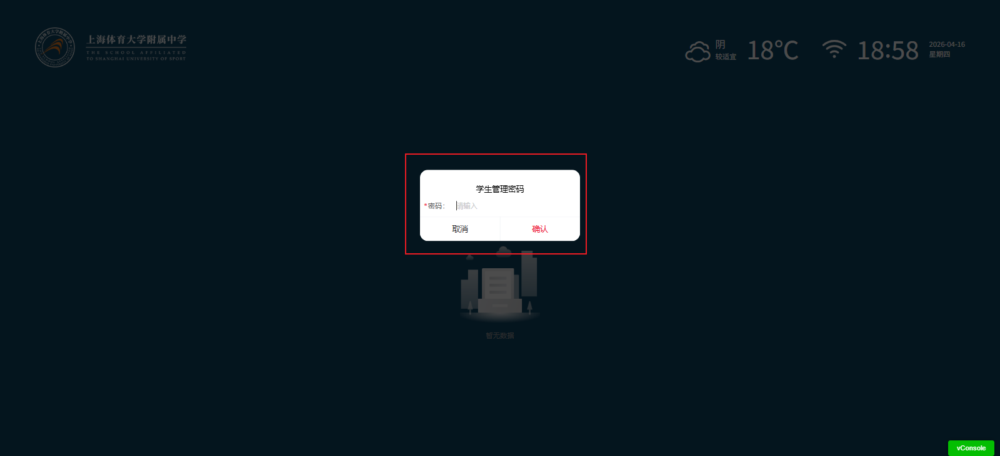 上海体育大学附属中学
THE SCHOOL AFFILIATED
TO SHANGHAI UNIVERSITY OF SPORT
阴
较适宜
18°C
18:58
2026-04-16
星期四
学生管理密码
*密码：
请输入
取消
确认
暂无数据
vConsole